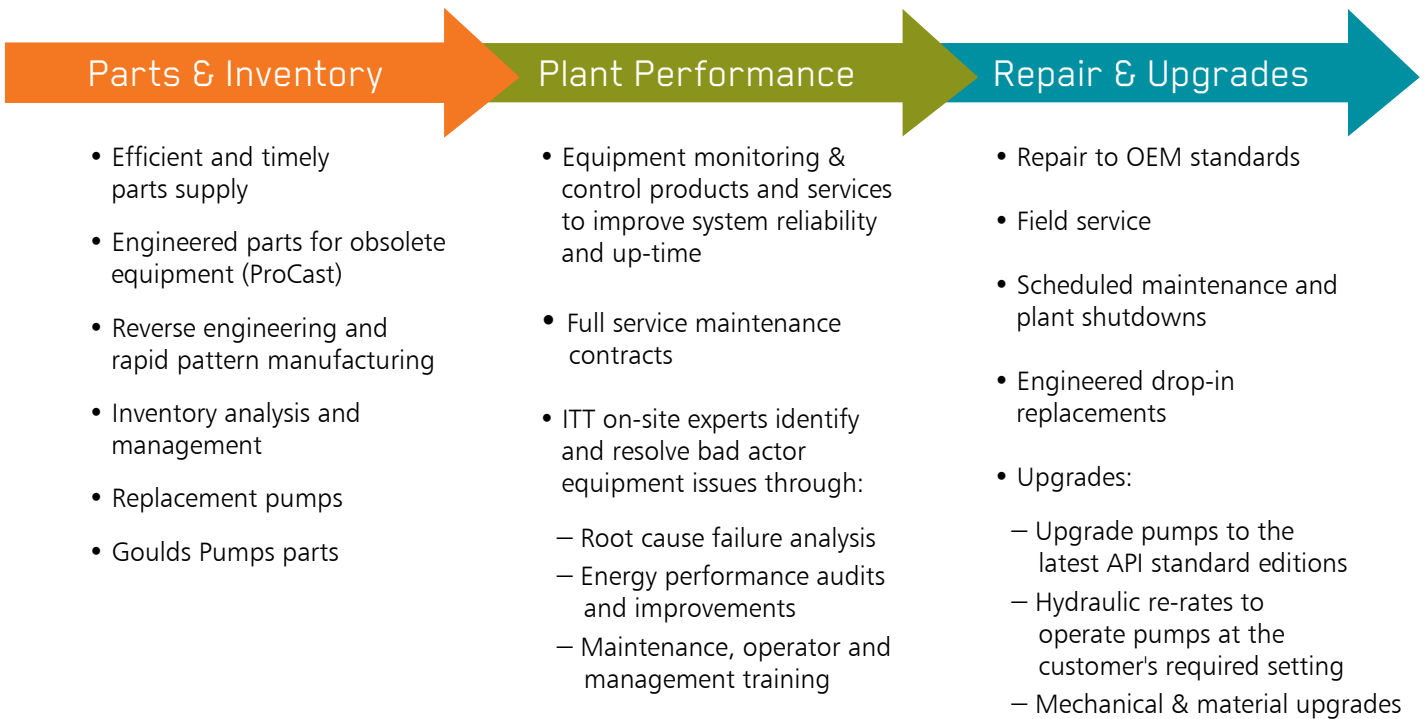 Parts & Inventory
• Efficient and timely
parts supply
• Engineered parts for obsolete
equipment (ProCast)
• Reverse engineering and
rapid pattern manufacturing
• Inventory analysis and
management
• Replacement pumps
• Goulds Pumps parts
Plant Performance
• Equipment monitoring &
control products and services
to improve system reliability
and up-time
• Full service maintenance
contracts
• ITT on-site experts identify
and resolve bad actor
equipment issues through:
– Root cause failure analysis
– Energy performance audits
and improvements
– Maintenance, operator and
management training
Repair & Upgrades
• Repair to OEM standards
• Field service
• Scheduled maintenance and
plant shutdowns
• Engineered drop-in
replacements
• Upgrades:
– Upgrade pumps to the
latest API standard editions
– Hydraulic re-rates to
operate pumps at the
customer's required setting
– Mechanical & material upgrades